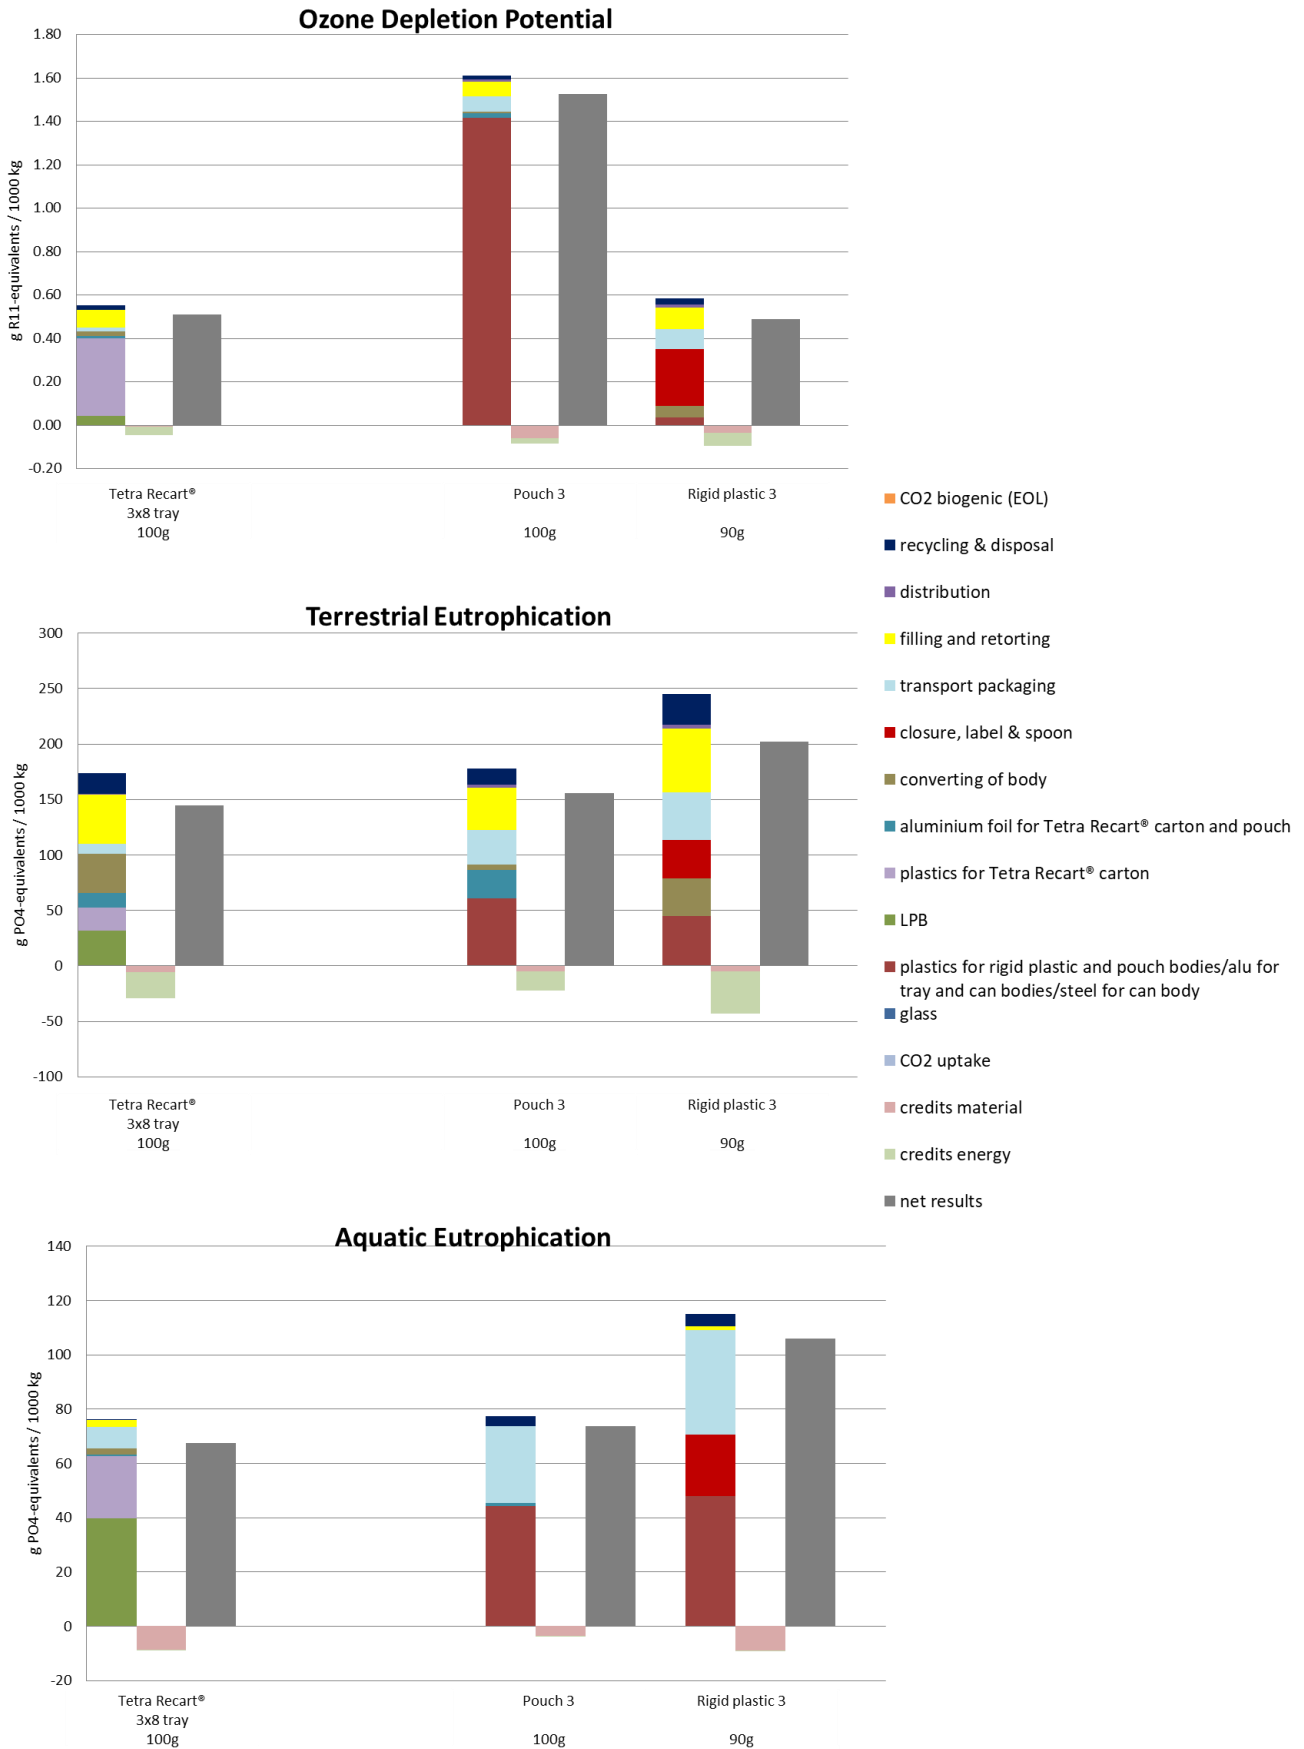 Ozone Depletion Potential
g R11-equivalents / 1000 kg
1.80
1.60
1.40
1.20
1.00
0.80
0.60
0.40
0.20
0.00
-0.20
Tetra Recart®
3x8 tray
100g
Pouch 3
100g
Rigid plastic 3
90g
Terrestrial Eutrophication
g PO4-equivalents / 1000 kg
300
250
200
150
100
50
0
-50
-100
Tetra Recart®
3x8 tray
100g
Pouch 3
100g
Rigid plastic 3
90g
CO2 biogenic (EOL)
recycling & disposal
distribution
filling and retorting
transport packaging
closure, label & spoon
converting of body
aluminium foil for Tetra Recart® carton and pouch
plastics for Tetra Recart® carton
LPB
plastics for rigid plastic and pouch bodies/alu for
tray and can bodies/steel for can body
glass
CO2 uptake
credits material
credits energy
net results
Aquatic Eutrophication
g PO4-equivalents / 1000 kg
140
120
100
80
60
40
20
0
-20
Tetra Recart®
3x8 tray
100g
Pouch 3
100g
Rigid plastic 3
90g